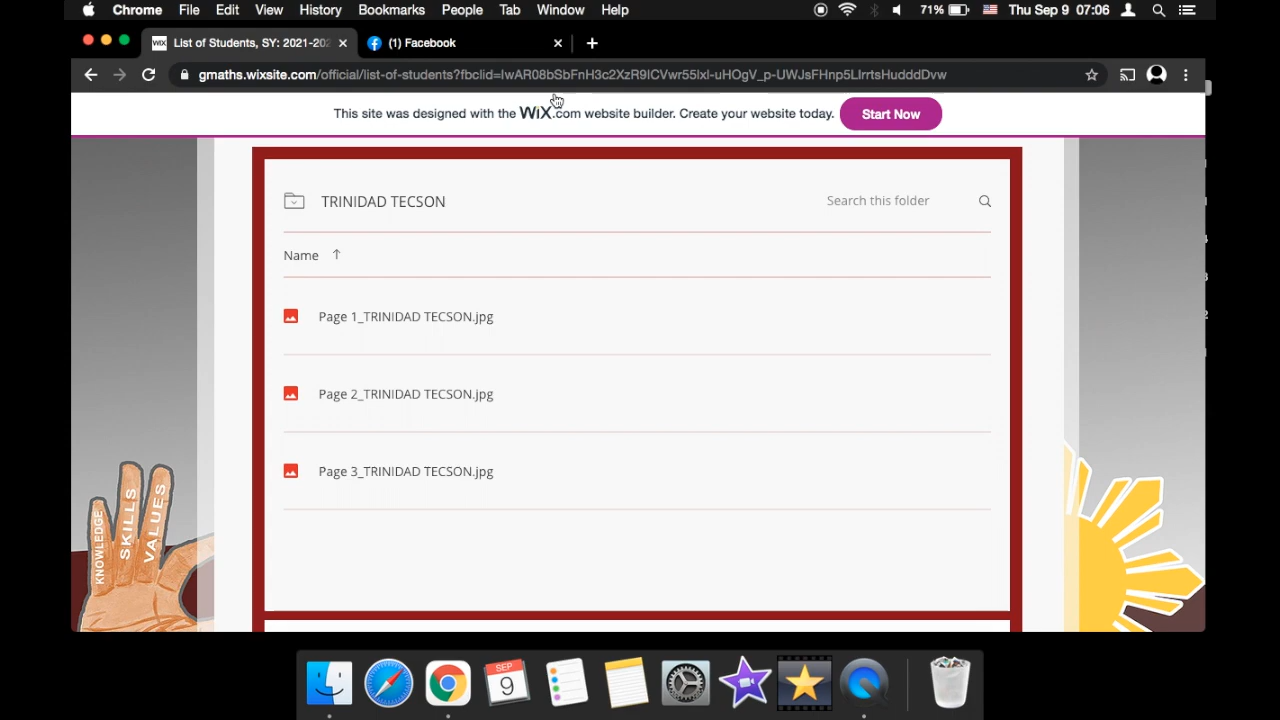 Chrome File Edit View History Bookmarks People Tab Window Help 71% Thu Sep 9 07:06
WiX List of Students, SY: 2021-202 (1) Facebook
gmaths.wixsite.com/official/list-of-students?fbclid=IwAR08bSbFnH3c2XzR9ICVwr55lxl-uHOgV_p-UWJsFHnp5LlrrtsHudddDvw
This site was designed with the WiX.com website builder. Create your website today. Start Now
TRINIDAD TECSON Search this folder
Name ↑
Page 1_TRINIDAD TECSON.jpg
Page 2_TRINIDAD TECSON.jpg
Page 3_TRINIDAD TECSON.jpg
KNOWLEDGE
SKILLS
VALUES
SEP
9